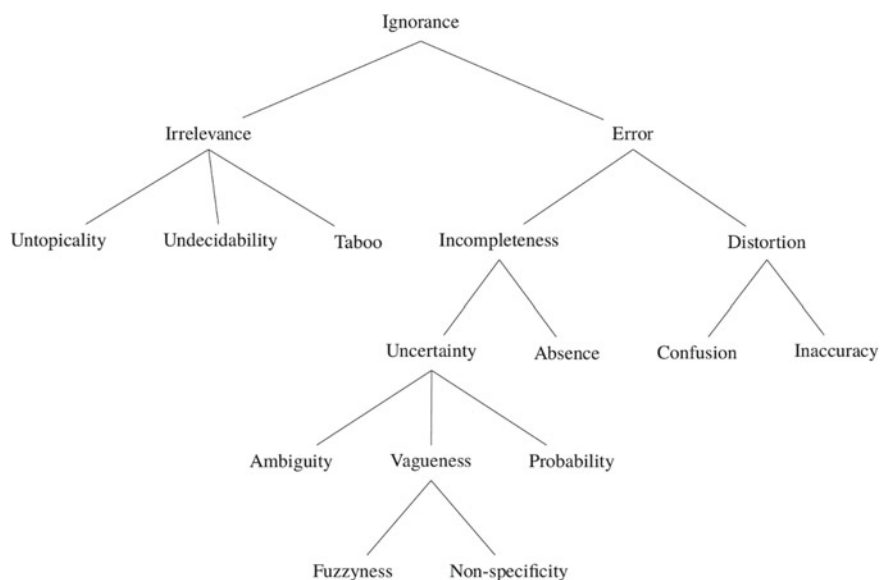 Ignorance
Irrelevance Error
Untopicality Undecidability Taboo Incompleteness Distortion
Uncertainty Absence Confusion Inaccuracy
Ambiguity Vagueness Probability
Fuzzyness Non-specificity